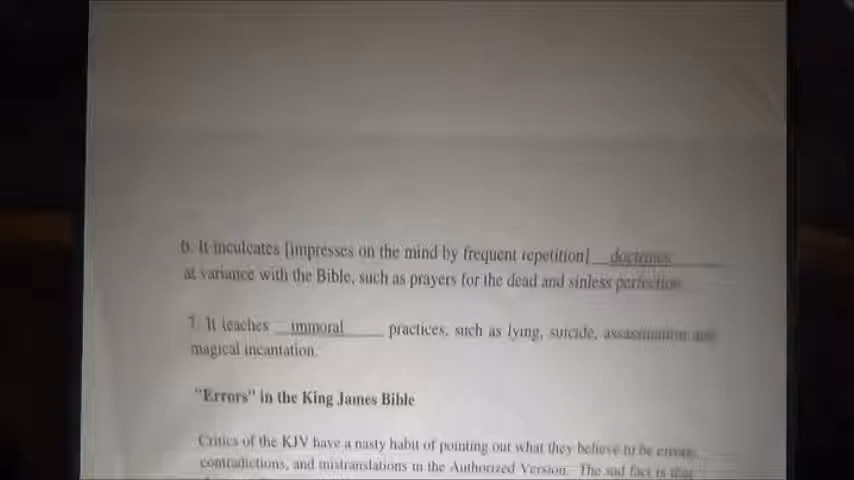 6. It inculcates [impresses on the mind by frequent repetition] doctrines
at variance with the Bible, such as prayers for the dead and sinless perfection
7. It teaches immoral practices, such as lying, suicide, assassination and
magical incantation.
"Errors" in the King James Bible
Critics of the KJV have a nasty habit of pointing out what they believe to be errors,
contradictions, and mistranslations in the Authorized Version. The sad fact is that